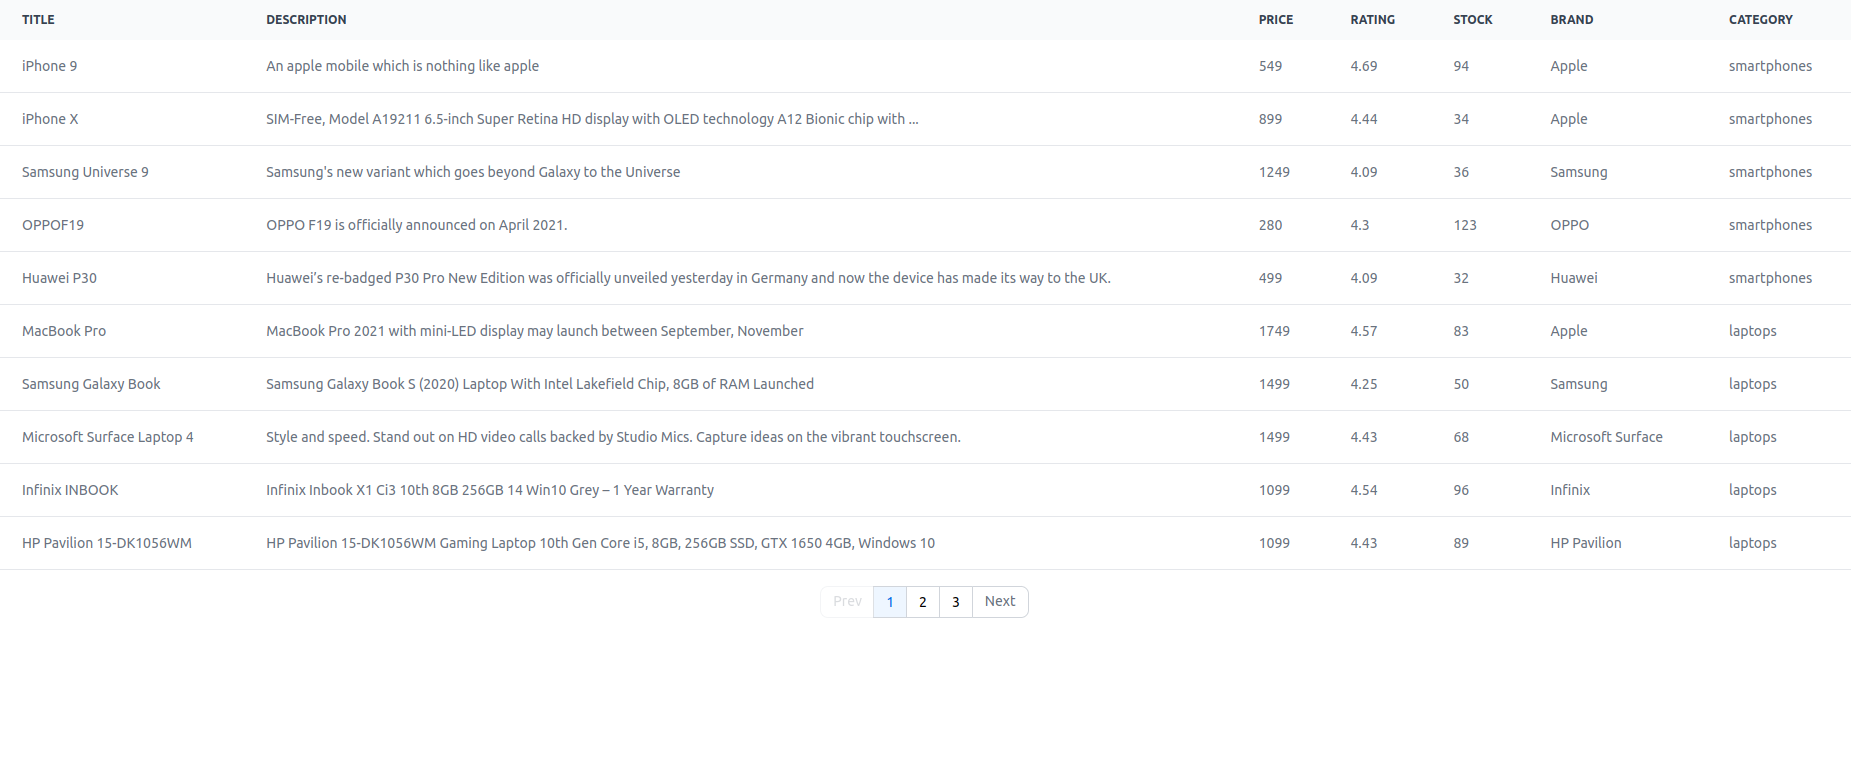 TITLE DESCRIPTION PRICE RATING STOCK BRAND CATEGORY
iPhone 9 An apple mobile which is nothing like apple 549 4.69 94 Apple smartphones
iPhone X SIM-Free, Model A19211 6.5-inch Super Retina HD display with OLED technology A12 Bionic chip with ... 899 4.44 34 Apple smartphones
Samsung Universe 9 Samsung's new variant which goes beyond Galaxy to the Universe 1249 4.09 36 Samsung smartphones
OPPOF19 OPPO F19 is officially announced on April 2021. 280 4.3 123 OPPO smartphones
Huawei P30 Huawei’s re-badged P30 Pro New Edition was officially unveiled yesterday in Germany and now the device has made its way to the UK. 499 4.09 32 Huawei smartphones
MacBook Pro MacBook Pro 2021 with mini-LED display may launch between September, November 1749 4.57 83 Apple laptops
Samsung Galaxy Book Samsung Galaxy Book S (2020) Laptop With Intel Lakefield Chip, 8GB of RAM Launched 1499 4.25 50 Samsung laptops
Microsoft Surface Laptop 4 Style and speed. Stand out on HD video calls backed by Studio Mics. Capture ideas on the vibrant touchscreen. 1499 4.43 68 Microsoft Surface laptops
Infinix INBOOK Infinix Inbook X1 Ci3 10th 8GB 256GB 14 Win10 Grey – 1 Year Warranty 1099 4.54 96 Infinix laptops
HP Pavilion 15-DK1056WM HP Pavilion 15-DK1056WM Gaming Laptop 10th Gen Core i5, 8GB, 256GB SSD, GTX 1650 4GB, Windows 10 1099 4.43 89 HP Pavilion laptops
Prev 1 2 3 Next